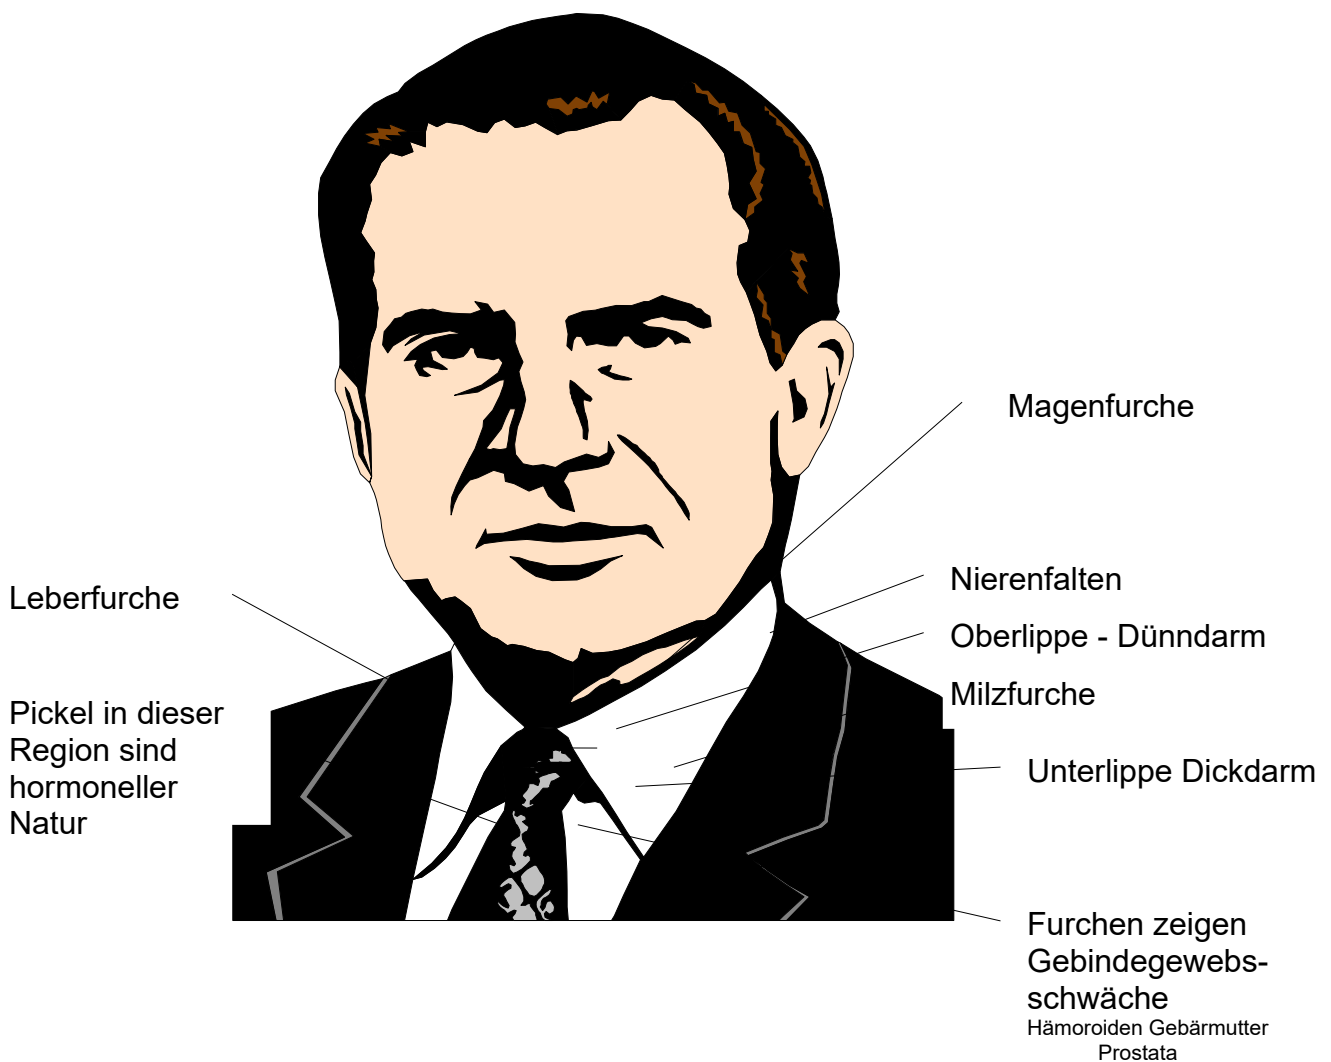 Magenfurche
Nierenfalten
Leberfurche
Oberlippe - Dünndarm
Milzfurche
Pickel in dieser
Region sind
hormoneller
Natur
Unterlippe Dickdarm
Furchen zeigen
Gebindegewebs-
schwäche
Hämoroiden Gebärmutter
Prostata